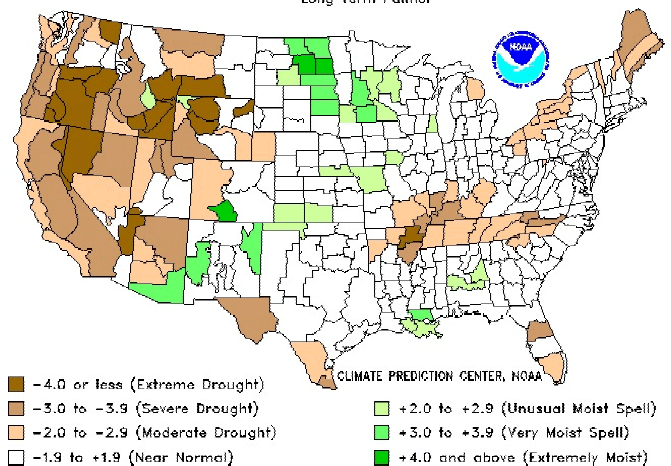 Long Term Palmer
NOAA
CLIMATE PREDICTION CENTER, NOAA
-4.0 or less (Extreme Drought)
-3.0 to -3.9 (Severe Drought)
-2.0 to -2.9 (Moderate Drought)
-1.9 to +1.9 (Near Normal)
+2.0 to +2.9 (Unusual Moist Spell)
+3.0 to +3.9 (Very Moist Spell)
+4.0 and above (Extremely Moist)